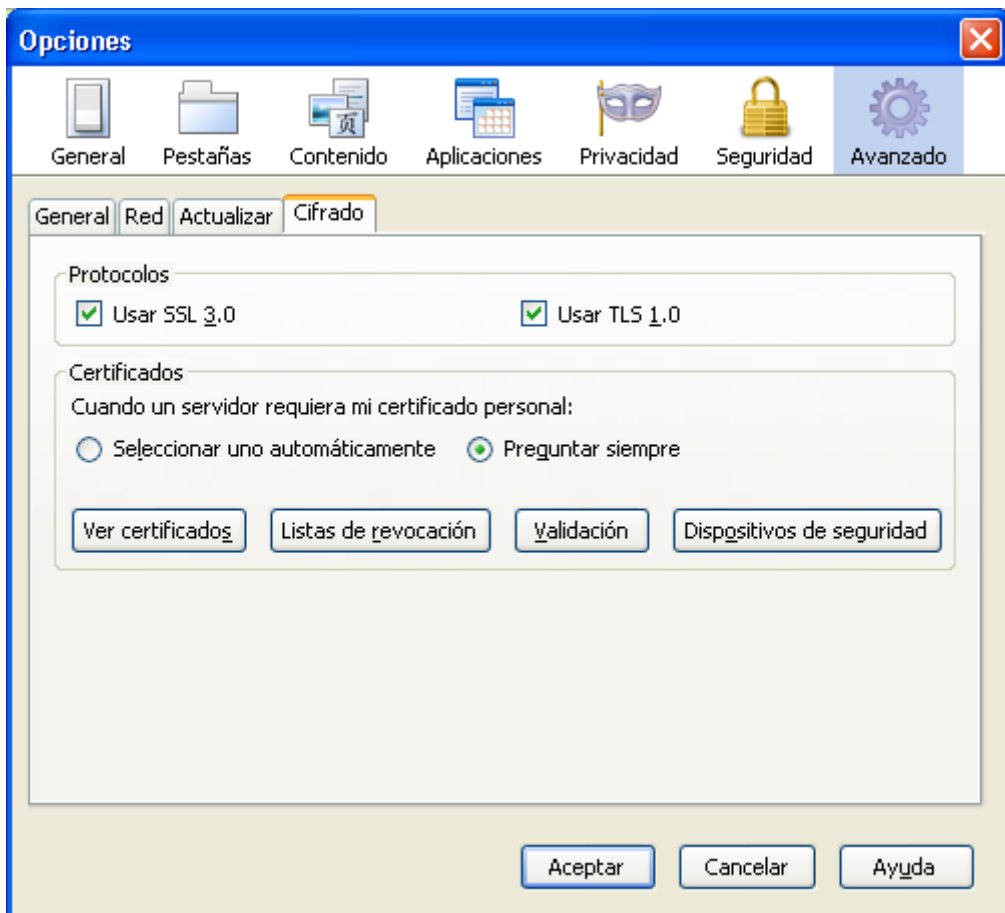 Opciones
General Pestañas Contenido Aplicaciones Privacidad Seguridad Avanzado
General Red Actualizar Cifrado
Protocolos
Usar SSL 3.0 Usar TLS 1.0
Certificados
Cuando un servidor requiera mi certificado personal:
Seleccionar uno automáticamente Preguntar siempre
Ver certificados Listas de revocación Validación Dispositivos de seguridad
Aceptar Cancelar Ayuda